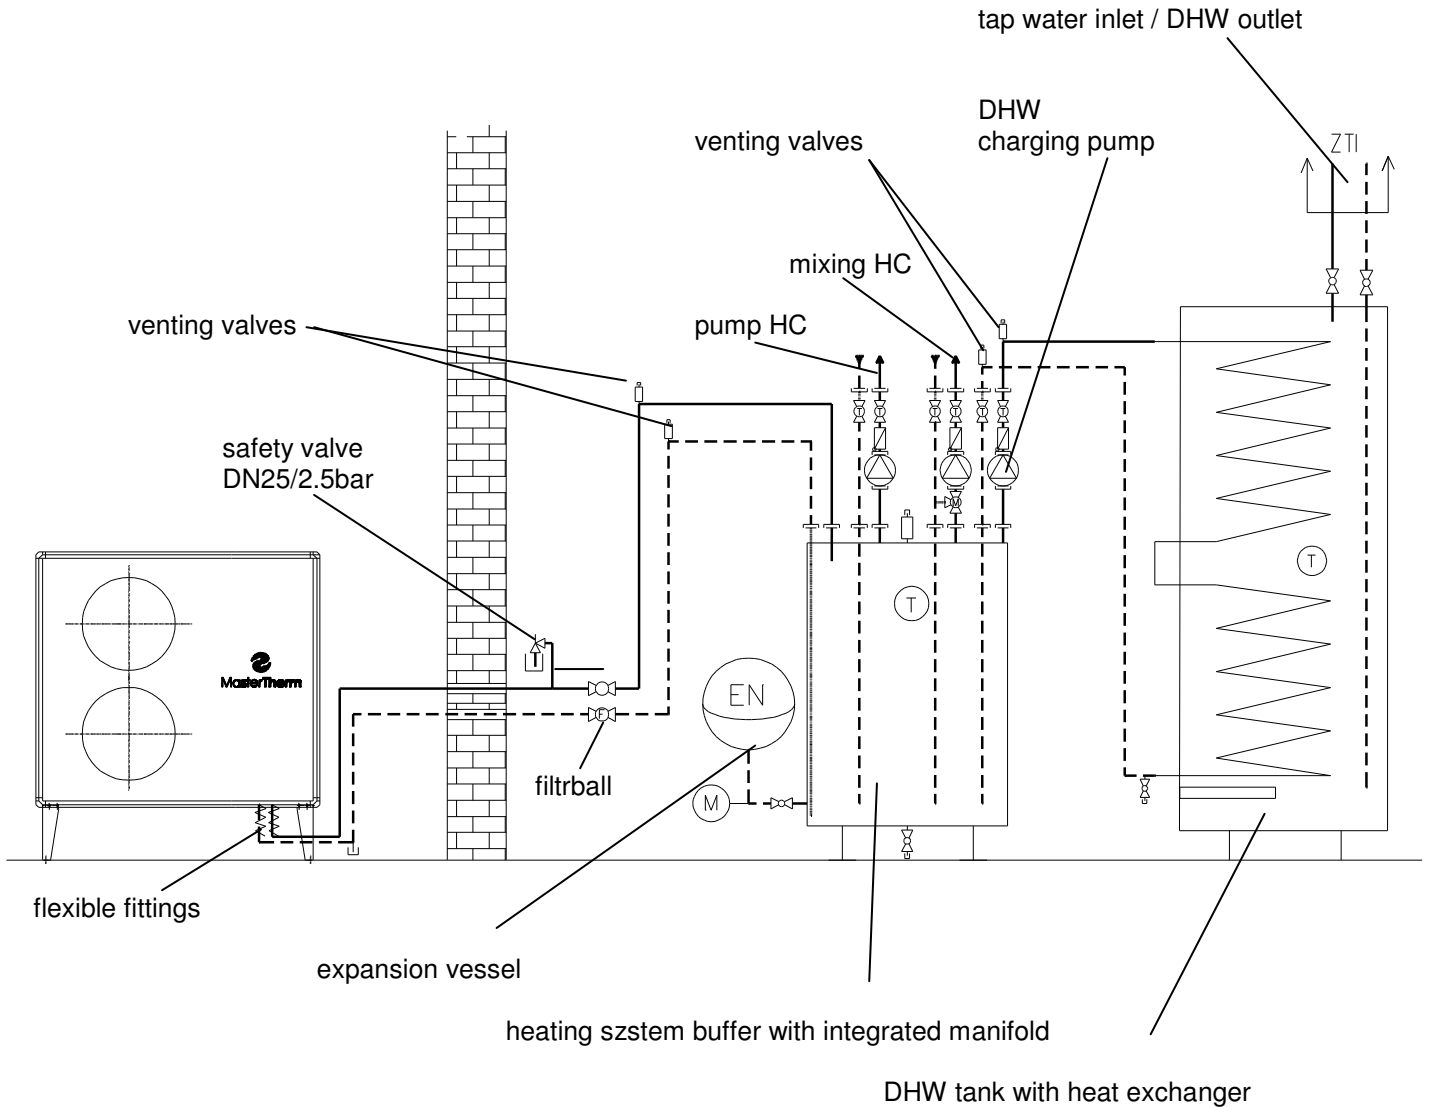 tap water inlet / DHW outlet
DHW
charging pump
venting valves
ZTI
mixing HC
pump HC
venting valves
safety valve
DN25/2.5bar
T
T
T
T
T
T
M
T
T
MasterTherm
EN
F
filtrball
M
flexible fittings
expansion vessel
heating szstem buffer with integrated manifold
DHW tank with heat exchanger